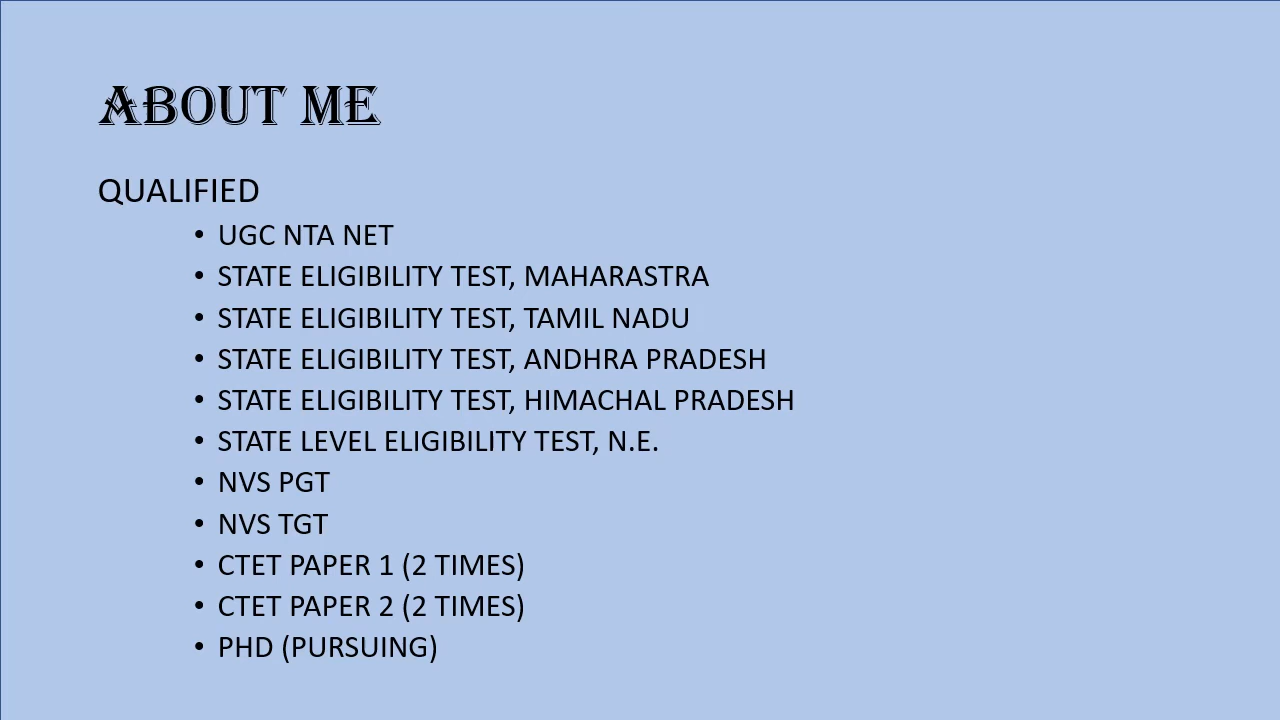 ABOUT ME
QUALIFIED
• UGC NTA NET
• STATE ELIGIBILITY TEST, MAHARASTRA
• STATE ELIGIBILITY TEST, TAMIL NADU
• STATE ELIGIBILITY TEST, ANDHRA PRADESH
• STATE ELIGIBILITY TEST, HIMACHAL PRADESH
• STATE LEVEL ELIGIBILITY TEST, N.E.
• NVS PGT
• NVS TGT
• CTET PAPER 1 (2 TIMES)
• CTET PAPER 2 (2 TIMES)
• PHD (PURSUING)